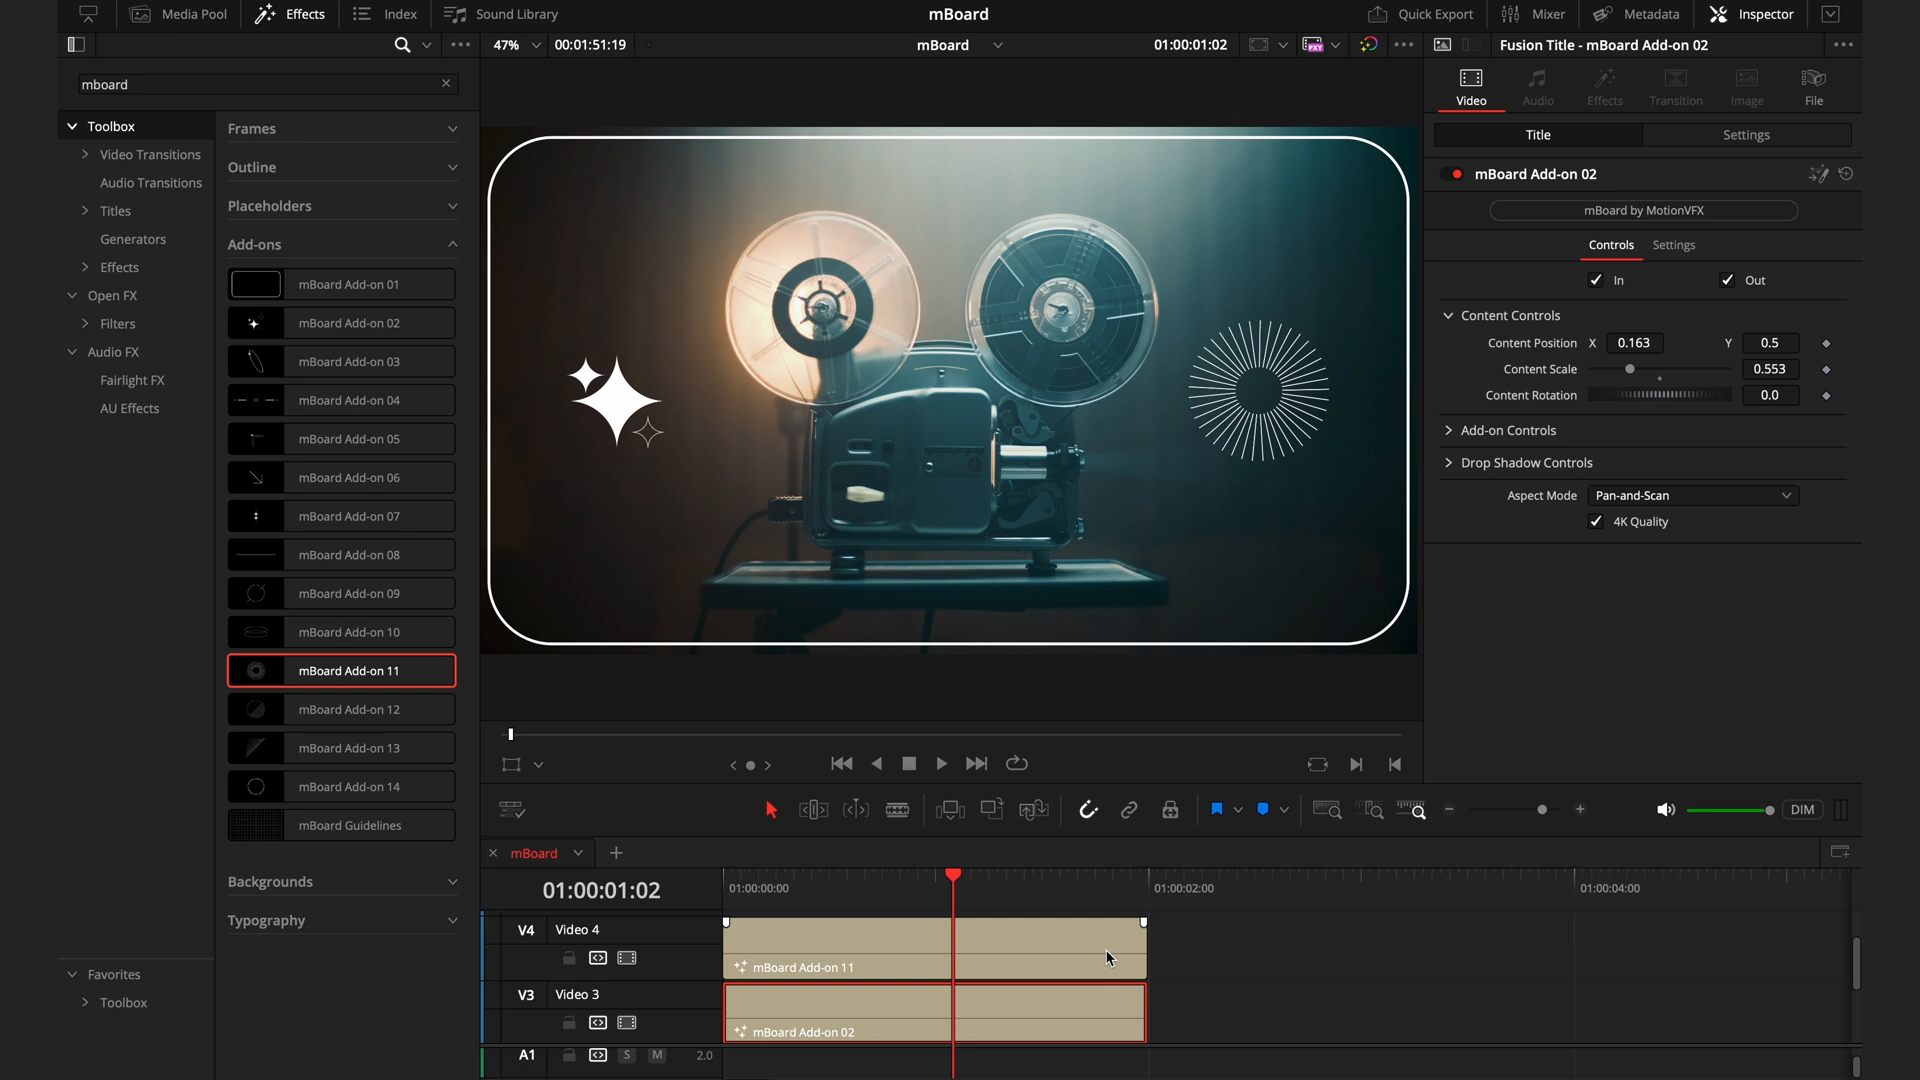 Media Pool
Effects
Index
Sound Library
mBoard
Quick Export
Mixer
Metadata
Inspector
47%
00:01:51:19
mBoard
01:00:01:02
PXY
Fusion Title - mBoard Add-on 02
mboard
Video
Audio
Effects
Transition
Image
File
Toolbox
Video Transitions
Audio Transitions
Titles
Generators
Effects
Open FX
Filters
Audio FX
Fairlight FX
AU Effects
Favorites
Toolbox
Frames
Outline
Placeholders
Add-ons
mBoard Add-on 01
mBoard Add-on 02
mBoard Add-on 03
mBoard Add-on 04
mBoard Add-on 05
mBoard Add-on 06
mBoard Add-on 07
mBoard Add-on 08
mBoard Add-on 09
mBoard Add-on 10
mBoard Add-on 11
mBoard Add-on 12
mBoard Add-on 13
mBoard Add-on 14
mBoard Guidelines
Backgrounds
Typography
Title
Settings
mBoard Add-on 02
mBoard by MotionVFX
Controls
Settings
In
Out
Content Controls
Content Position X 0.163 Y 0.5
Content Scale 0.553
Content Rotation 0.0
Add-on Controls
Drop Shadow Controls
Aspect Mode Pan-and-Scan
4K Quality
DIM
mBoard
01:00:01:02
01:00:00:00
01:00:02:00
01:00:04:00
V4 Video 4
mBoard Add-on 11
V3 Video 3
mBoard Add-on 02
A1 S M 2.0